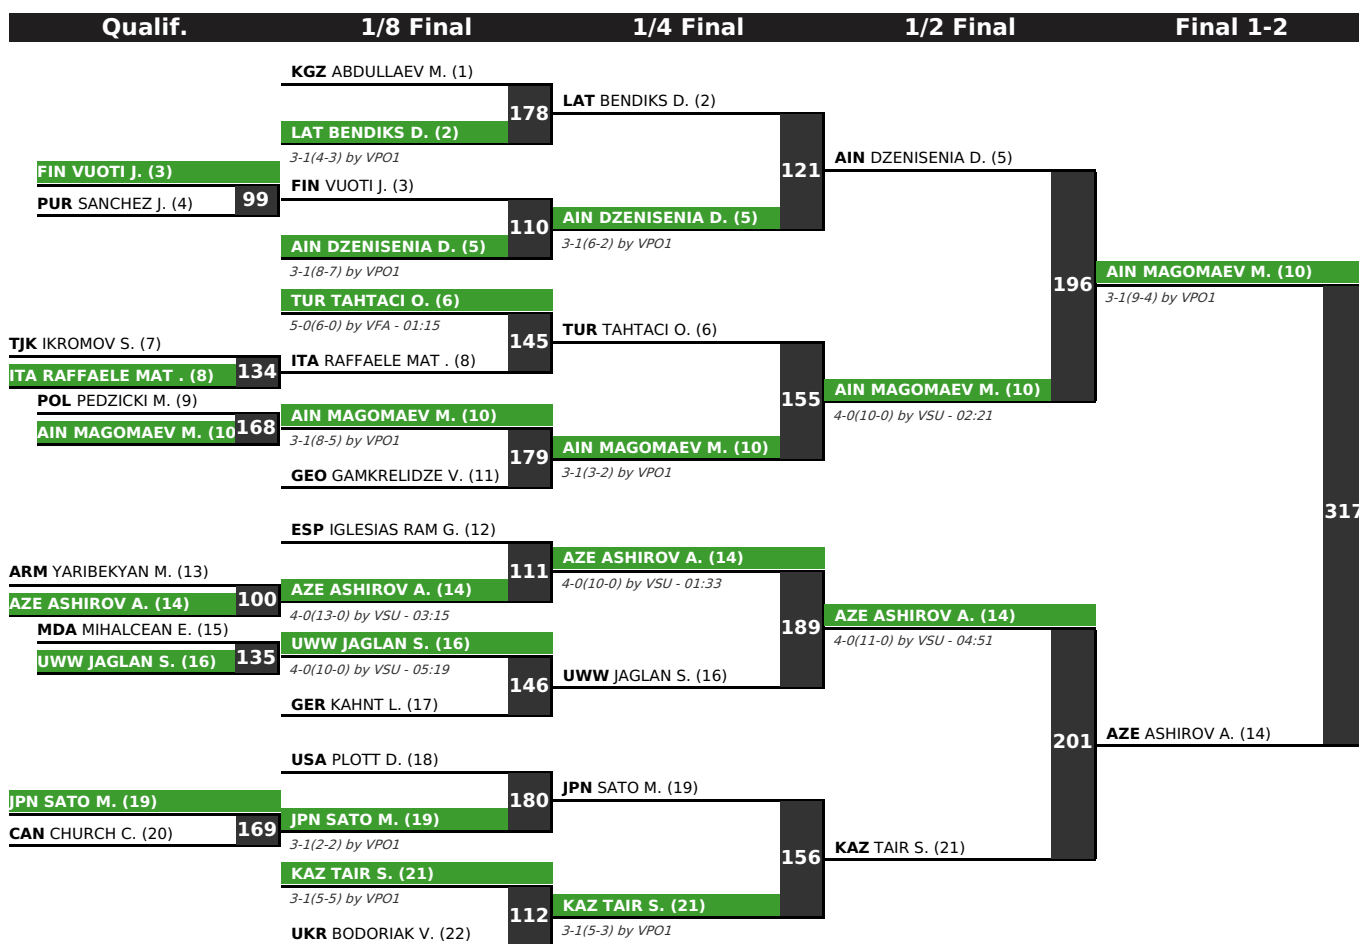 Qualif. 1/8 Final 1/4 Final 1/2 Final Final 1-2
KGZ ABDULLAEV M. (1)
178
LAT BENDIKS D. (2)
3-1(4-3) by VPO1
FIN VUOTI J. (3)
99
PUR SANCHEZ J. (4)
FIN VUOTI J. (3)
110
AIN DZENISENIA D. (5)
3-1(8-7) by VPO1
LAT BENDIKS D. (2)
121
AIN DZENISENIA D. (5)
3-1(6-2) by VPO1
TUR TAHTACI O. (6)
5-0(6-0) by VFA - 01:15
145
ITA RAFFAELE MAT . (8)
TJK IKROMOV S. (7)
134
ITA RAFFAELE MAT . (8)
POL PEDZICKI M. (9)
168
AIN MAGOMAEV M. (10
AIN MAGOMAEV M. (10)
3-1(8-5) by VPO1
179
GEO GAMKRELIDZE V. (11)
TUR TAHTACI O. (6)
155
AIN MAGOMAEV M. (10)
3-1(3-2) by VPO1
AIN DZENISENIA D. (5)
196
AIN MAGOMAEV M. (10)
4-0(10-0) by VSU - 02:21
AIN MAGOMAEV M. (10)
3-1(9-4) by VPO1
317
ESP IGLESIAS RAM G. (12)
111
AZE ASHIROV A. (14)
4-0(13-0) by VSU - 03:15
ARM YARIBEKYAN M. (13)
100
AZE ASHIROV A. (14)
MDA MIHALCEAN E. (15)
135
UWW JAGLAN S. (16)
UWW JAGLAN S. (16)
4-0(10-0) by VSU - 05:19
146
GER KAHNT L. (17)
AZE ASHIROV A. (14)
4-0(10-0) by VSU - 01:33
189
UWW JAGLAN S. (16)
AZE ASHIROV A. (14)
4-0(11-0) by VSU - 04:51
201
KAZ TAIR S. (21)
AZE ASHIROV A. (14)
USA PLOTT D. (18)
180
JPN SATO M. (19)
3-1(2-2) by VPO1
JPN SATO M. (19)
169
CAN CHURCH C. (20)
KAZ TAIR S. (21)
3-1(5-5) by VPO1
112
UKR BODORIAK V. (22)
JPN SATO M. (19)
156
KAZ TAIR S. (21)
3-1(5-3) by VPO1